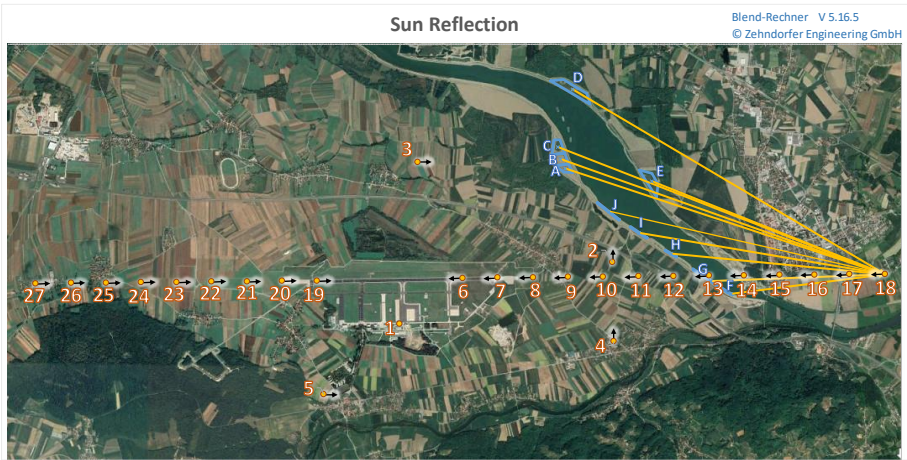 Sun Reflection
Blend-Rechner V 5.16.5
© Zehndorfer Engineering GmbH
D
3
C
B
A
E
J
I
2
H
G
F
27 26 25 24 23 22 21 20 19 6 7 8 9 10 11 12 13 14 15 16 17 18
1
4
5